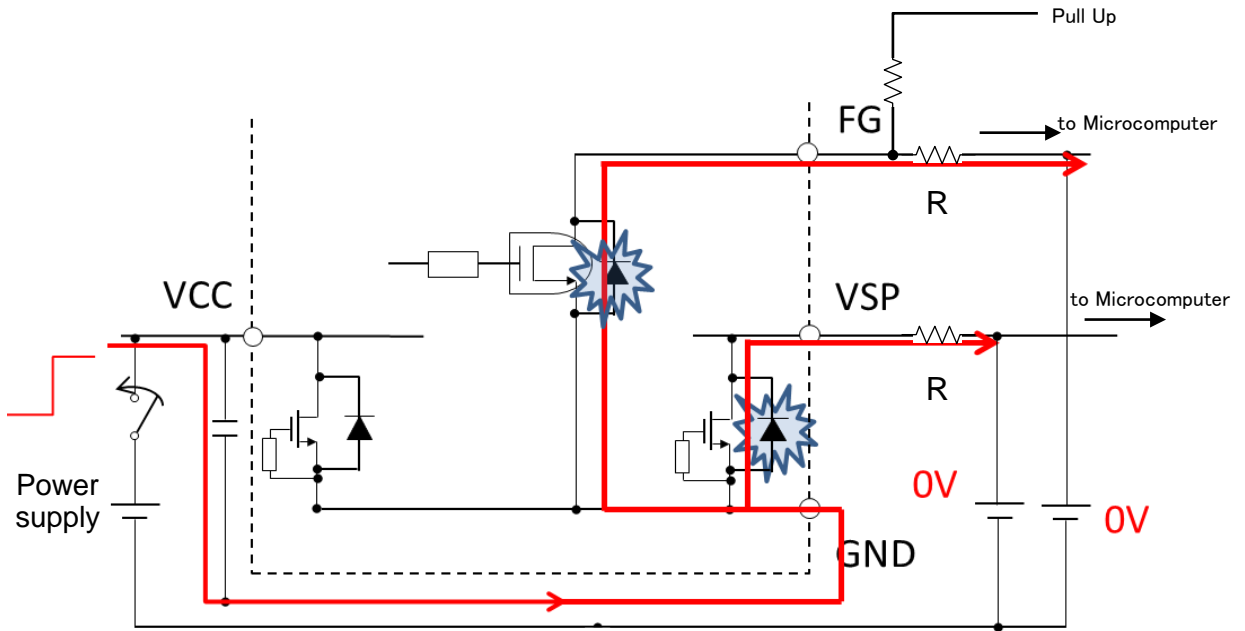 Pull Up
FG
to Microcomputer
R
VCC
VSP
to Microcomputer
R
Power
supply
0V
0V
GND